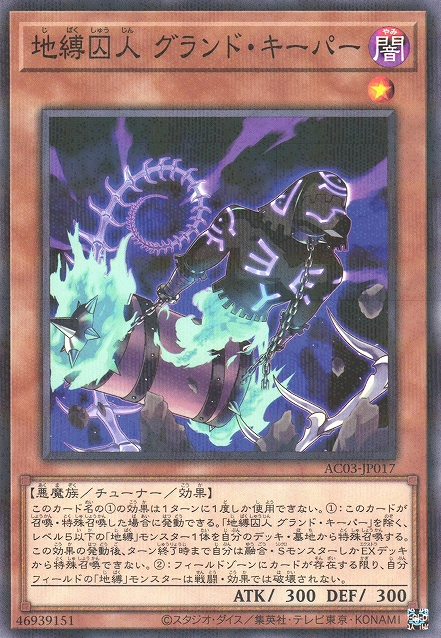 地縛囚人 グランド・キーパー
闇
AC03-JP017
【悪魔族／チューナー／効果】
このカード名の①の効果は1ターンに1度しか使用できない。①：このカードが
召喚・特殊召喚した場合に発動できる。「地縛囚人 グランド・キーパー」を除く、
レベル5以下の「地縛」モンスター1体を自分のデッキ・墓地から特殊召喚する。
この効果の発動後、ターン終了時まで自分は融合・SモンスターしかEXデッキ
から特殊召喚できない。②：フィールドゾーンにカードが存在する限り、自分
フィールドの「地縛」モンスターは戦闘・効果では破壊されない。
ATK／ 300 DEF／ 300
46939151
©スタジオ・ダイス／集英社・テレビ東京・KONAMI